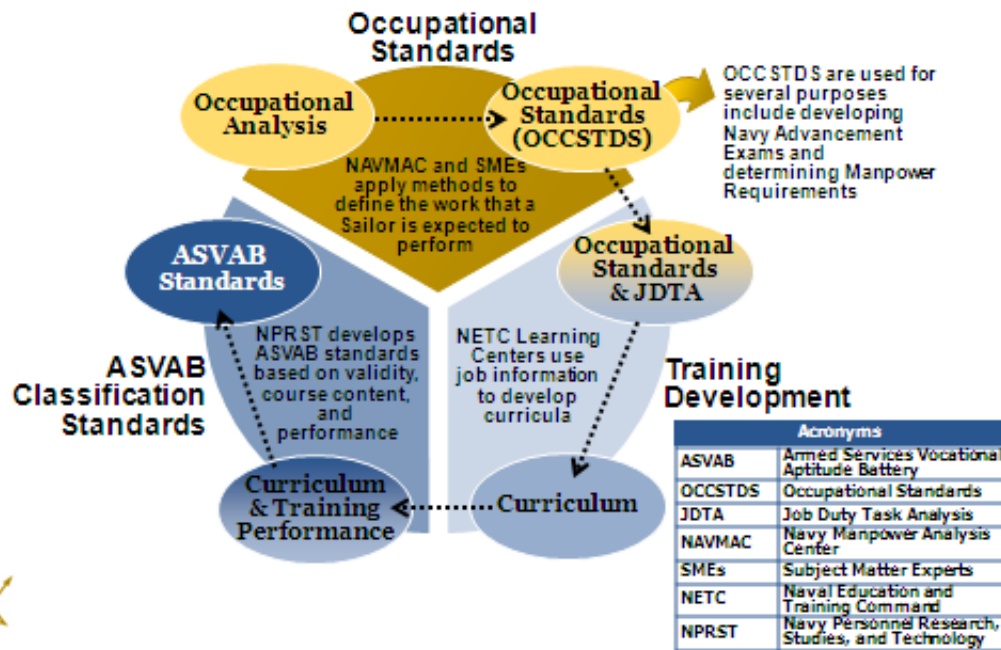 Occupational
Standards
Occupational
Analysis
Occupational
Standards
(OCCSTDS)
OCCSTDS are used for
several purposes
include developing
Navy Advancement
Exams and
determining Manpower
Requirements
NAVMAC and SMEs
apply methods to
define the work that a
Sailor is expected to
perform
ASVAB
Standards
Occupational
Standards
& JDTA
NPRST develops
ASVAB standards
based on validity,
course content,
and
performance
NETC Learning
Centers use
job information
to develop
curricula
ASVAB
Classification
Standards
Training
Development
Curriculum
& Training
Performance
Curriculum
Acronyms
ASVAB Armed Services Vocational
Aptitude Battery
OCCSTDS Occupational Standards
JDTA Job Duty Task Analysis
NAVMAC Navy Manpower Analysis
Center
SMEs Subject Matter Experts
NETC Naval Education and
Training Command
NPRST Navy Personnel Research,
Studies, and Technology